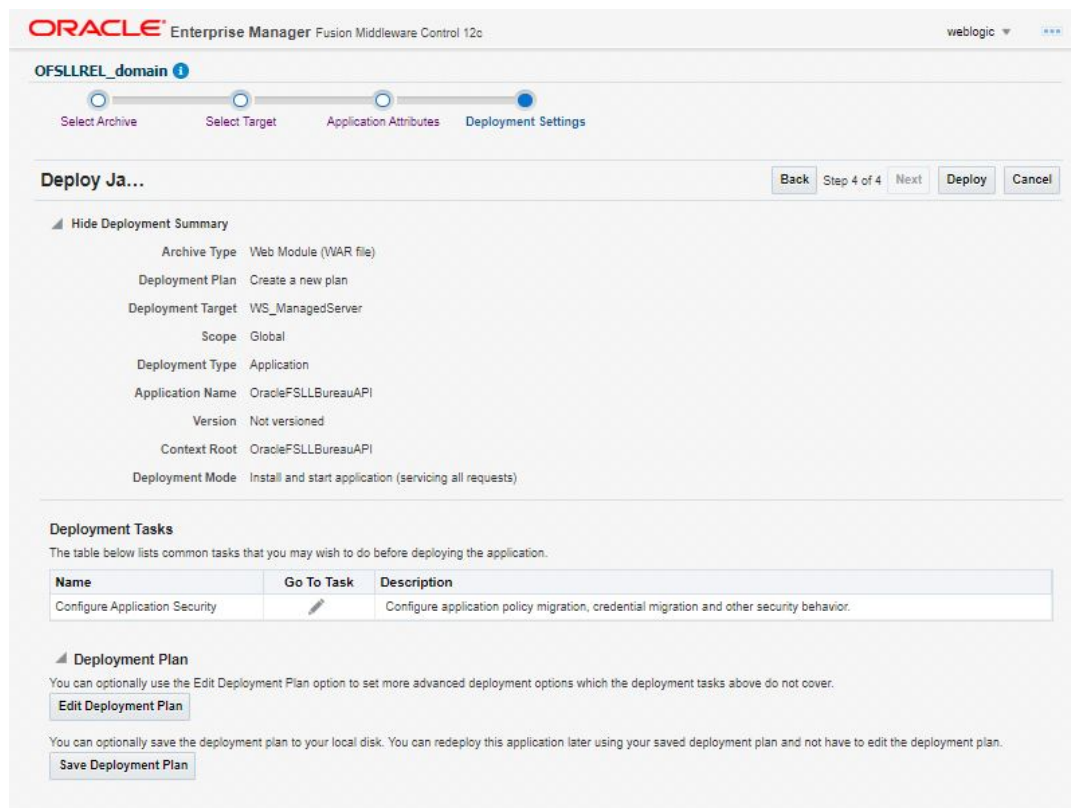 ORACLE Enterprise Manager Fusion Middleware Control 12c
weblogic
OFSLLREL_domain
Select Archive Select Target Application Attributes Deployment Settings
Deploy Ja...
Back Step 4 of 4 Next Deploy Cancel
Hide Deployment Summary
Archive Type Web Module (WAR file)
Deployment Plan Create a new plan
Deployment Target WS_ManagedServer
Scope Global
Deployment Type Application
Application Name OracleFSLLBureauAPI
Version Not versioned
Context Root OracleFSLLBureauAPI
Deployment Mode Install and start application (servicing all requests)
Deployment Tasks
The table below lists common tasks that you may wish to do before deploying the application.
Name Go To Task Description
Configure Application Security Configure application policy migration, credential migration and other security behavior.
Deployment Plan
You can optionally use the Edit Deployment Plan option to set more advanced deployment options which the deployment tasks above do not cover.
Edit Deployment Plan
You can optionally save the deployment plan to your local disk. You can redeploy this application later using your saved deployment plan and not have to edit the deployment plan.
Save Deployment Plan